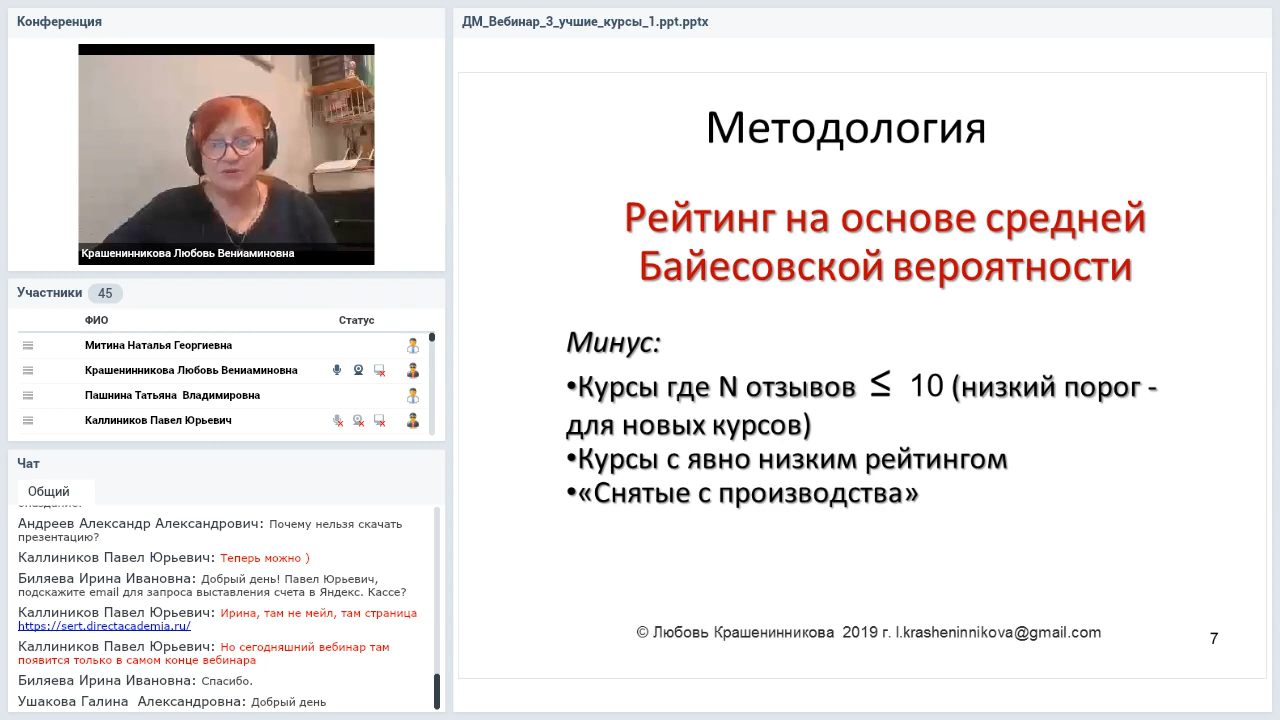 Конференция
Крашенинникова Любовь Вениаминовна
Участники 45
ФИО Статус
Митина Наталья Георгиевна
Крашенинникова Любовь Вениаминовна
Пашнина Татьяна Владимировна
Каллиников Павел Юрьевич
Чат
Общий
Андреев Александр Александрович: Почему нельзя скачать
презентацию?
Каллиников Павел Юрьевич: Теперь можно )
Биляева Ирина Ивановна: Добрый день! Павел Юрьевич,
подскажите email для запроса выставления счета в Яндекс. Кассе?
Каллиников Павел Юрьевич: Ирина, там не мейл, там страница
https://sert.directacademia.ru/
Каллиников Павел Юрьевич: Но сегодняшний вебинар там
появится только в самом конце вебинара
Биляева Ирина Ивановна: Спасибо.
Ушакова Галина Александровна: Добрый день
ДМ_Вебинар_3_учшие_курсы_1.ppt.pptx
Методология
Рейтинг на основе средней
Байесовской вероятности
Минус:
•Курсы где N отзывов ≤ 10 (низкий порог -
для новых курсов)
•Курсы с явно низким рейтингом
•«Снятые с производства»
© Любовь Крашенинникова 2019 г. l.krasheninnikova@gmail.com
7